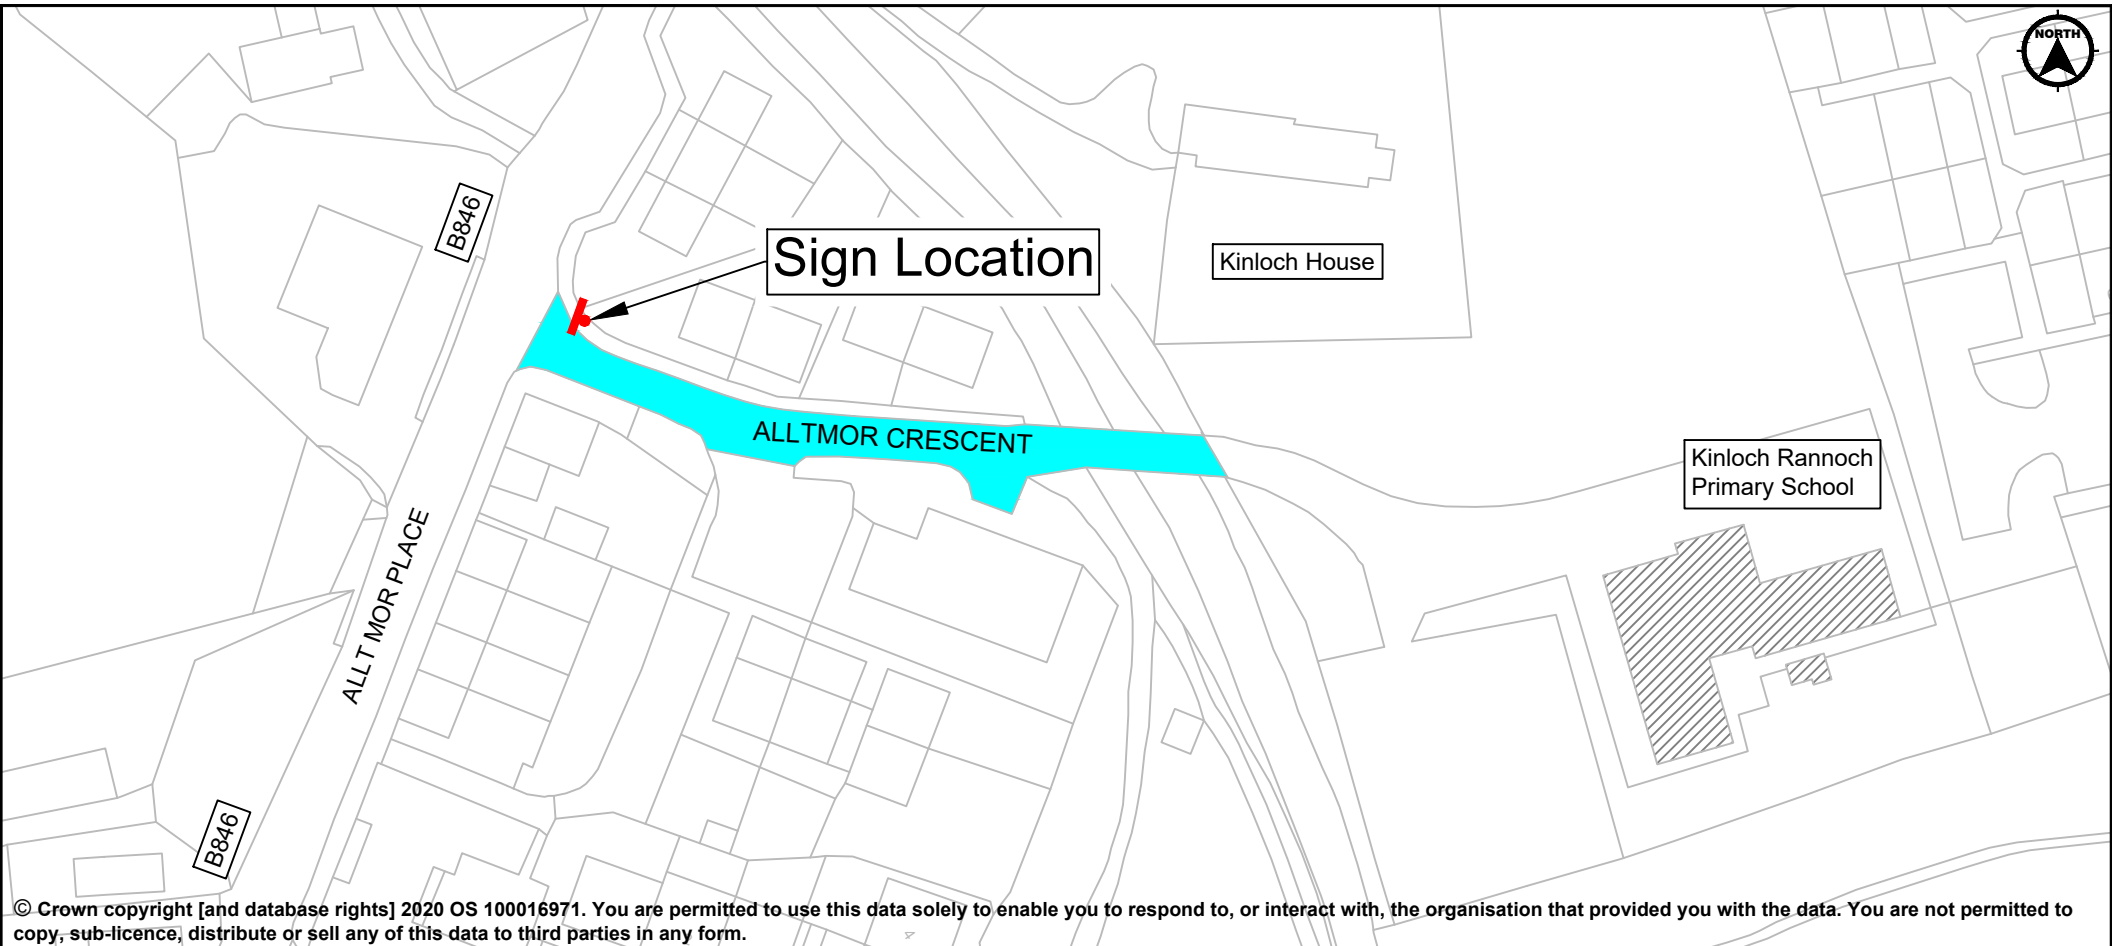 NORTH
B846
Sign Location
Kinloch House
ALLTMOR CRESCENT
Kinloch Rannoch
Primary School
ALLT MOR PLACE
B846
© Crown copyright [and database rights] 2020 OS 100016971. You are permitted to use this data solely to enable you to respond to, or interact with, the organisation that provided you with the data. You are not permitted to
copy, sub-licence, distribute or sell any of this data to third parties in any form.